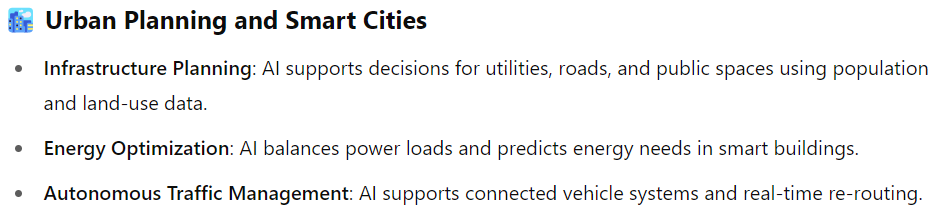 🏙️ Urban Planning and Smart Cities
• Infrastructure Planning: AI supports decisions for utilities, roads, and public spaces using population
and land-use data.
• Energy Optimization: AI balances power loads and predicts energy needs in smart buildings.
• Autonomous Traffic Management: AI supports connected vehicle systems and real-time re-routing.